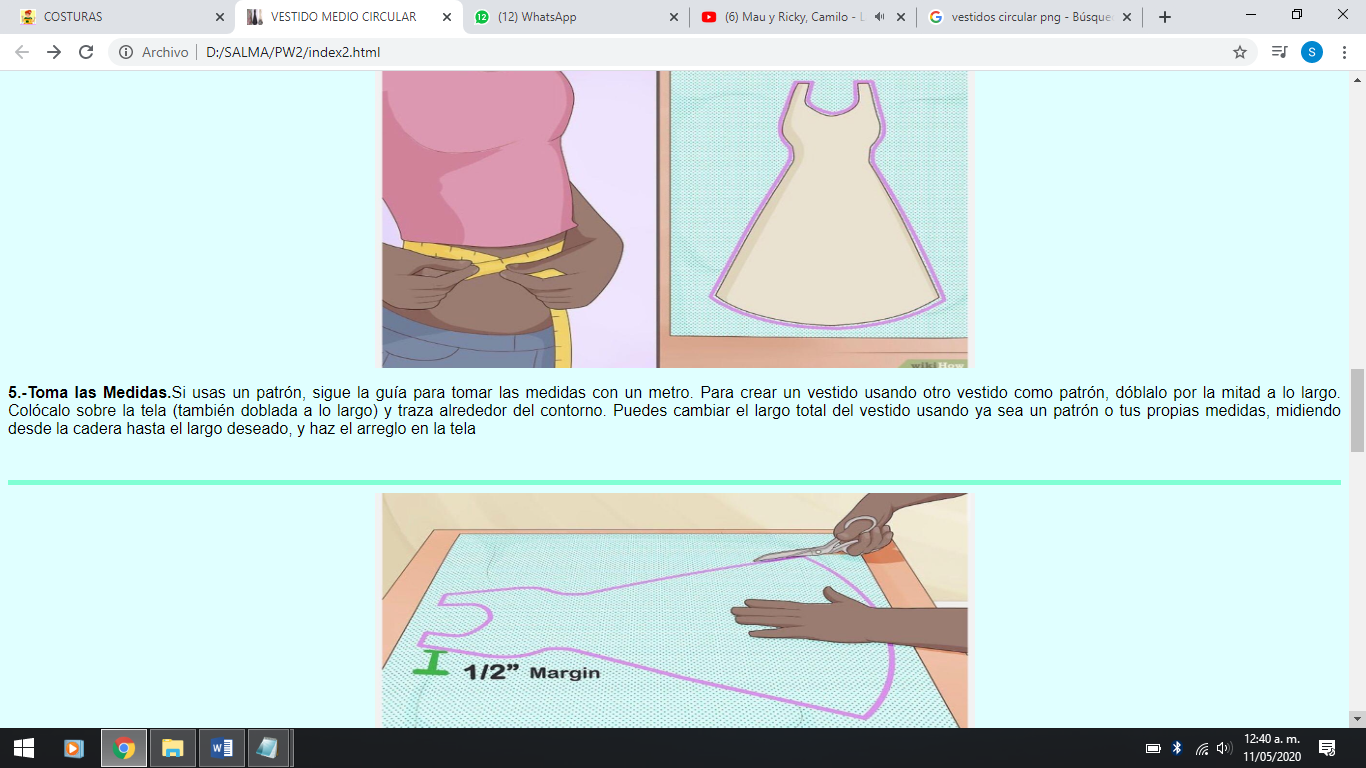 COSTURAS
VESTIDO MEDIO CIRCULAR
(12) WhatsApp
(6) Mau y Ricky, Camilo - L
vestidos circular png - Búsque
Archivo
D:/SALMA/PW2/index2.html
S
wikiHow
5.-Toma las Medidas.Si usas un patrón, sigue la guía para tomar las medidas con un metro. Para crear un vestido usando otro vestido como patrón, dóblalo por la mitad a lo largo.
Colócalo sobre la tela (también doblada a lo largo) y traza alrededor del contorno. Puedes cambiar el largo total del vestido usando ya sea un patrón o tus propias medidas, midiendo
desde la cadera hasta el largo deseado, y haz el arreglo en la tela
1/2” Margin
12:40 a. m.
11/05/2020